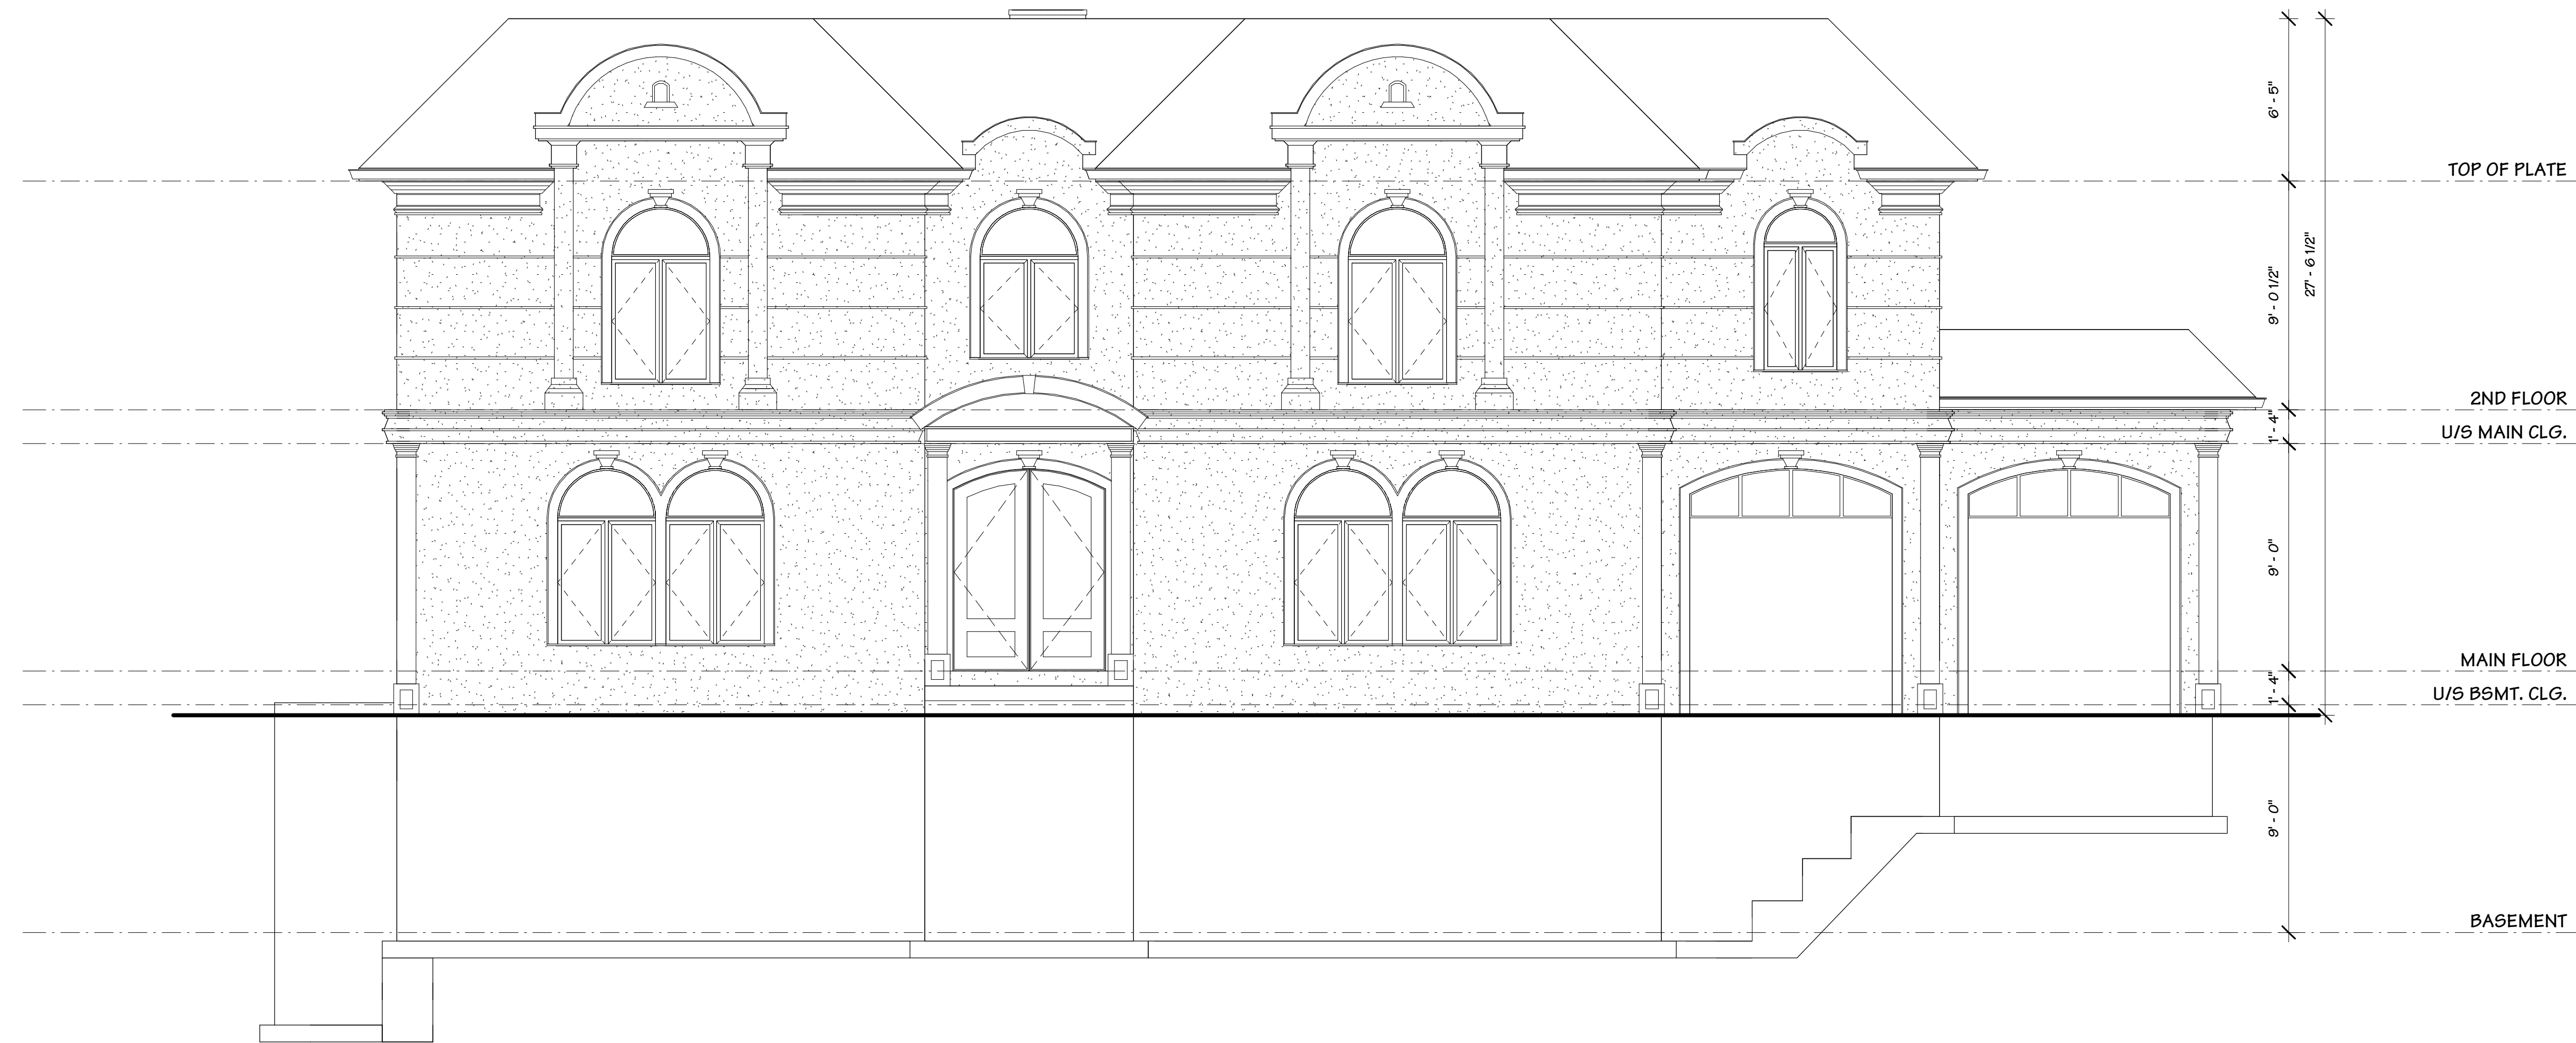 6' - 5"
TOP OF PLATE
27' - 6 1/2"
9' - 0 1/2"
2ND FLOOR
1' - 4"
U/S MAIN CLG.
9' - 0"
MAIN FLOOR
1' - 4"
U/S BSMT. CLG.
9' - 0"
BASEMENT